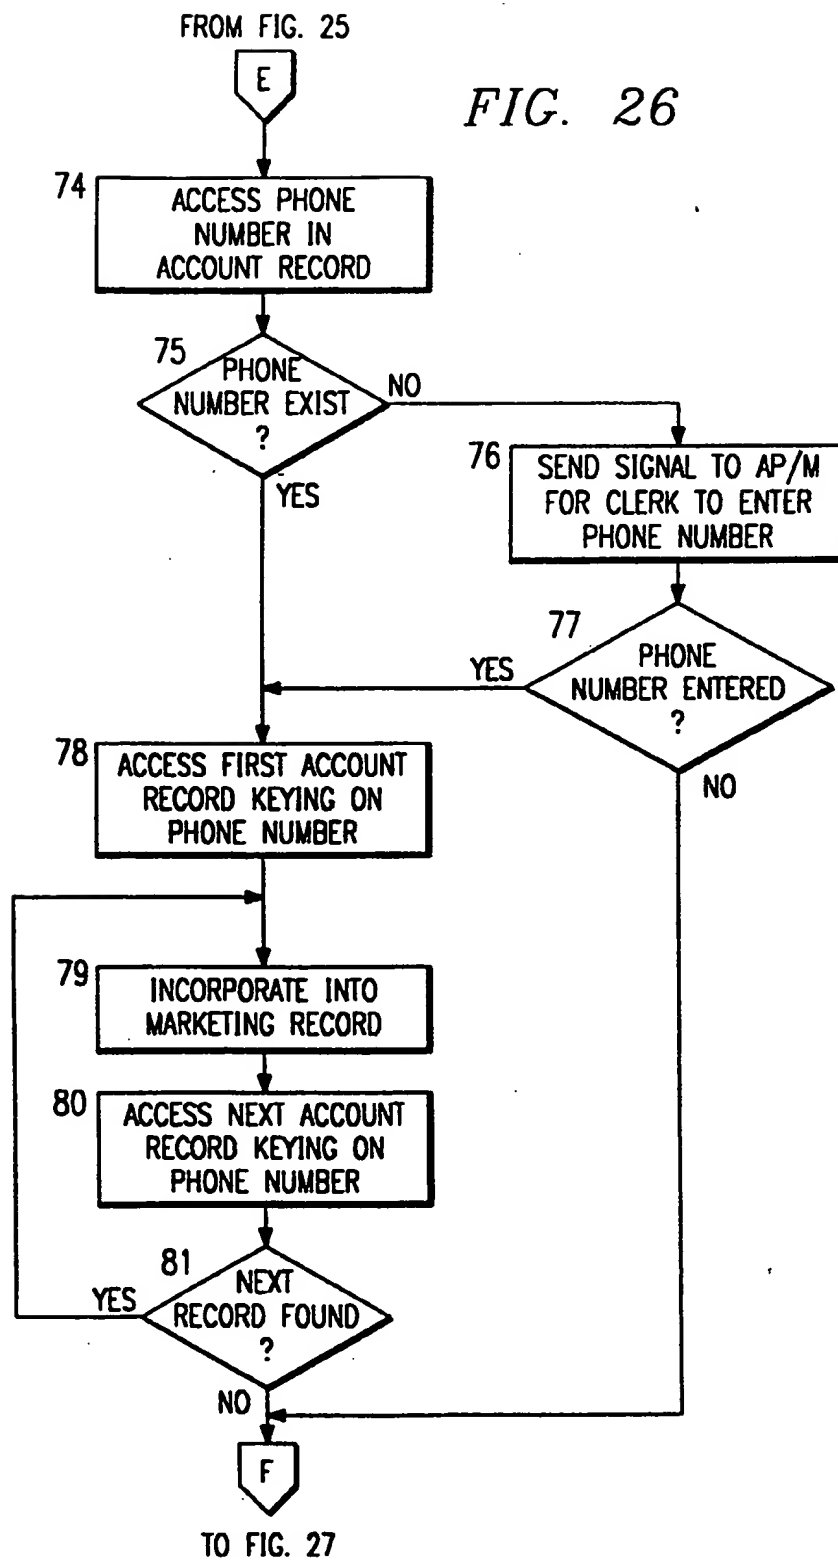 FROM FIG. 25
E
FIG. 26
74
ACCESS PHONE
NUMBER IN
ACCOUNT RECORD
75
PHONE
NUMBER EXIST
?
NO
YES
76
SEND SIGNAL TO AP/M
FOR CLERK TO ENTER
PHONE NUMBER
77
PHONE
NUMBER ENTERED
?
YES
NO
78
ACCESS FIRST ACCOUNT
RECORD KEYING ON
PHONE NUMBER
79
INCORPORATE INTO
MARKETING RECORD
80
ACCESS NEXT ACCOUNT
RECORD KEYING ON
PHONE NUMBER
81
NEXT
RECORD FOUND
?
YES
NO
F
TO FIG. 27